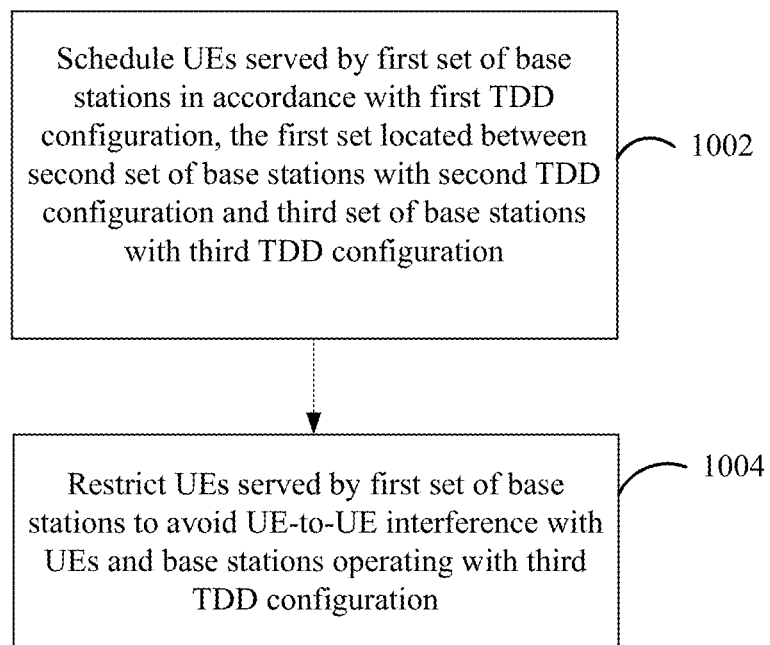 Schedule UEs served by first set of base
stations in accordance with first TDD
configuration, the first set located between
second set of base stations with second TDD
configuration and third set of base stations
with third TDD configuration
1002
Restrict UEs served by first set of base
stations to avoid UE-to-UE interference with
UEs and base stations operating with third
TDD configuration
1004